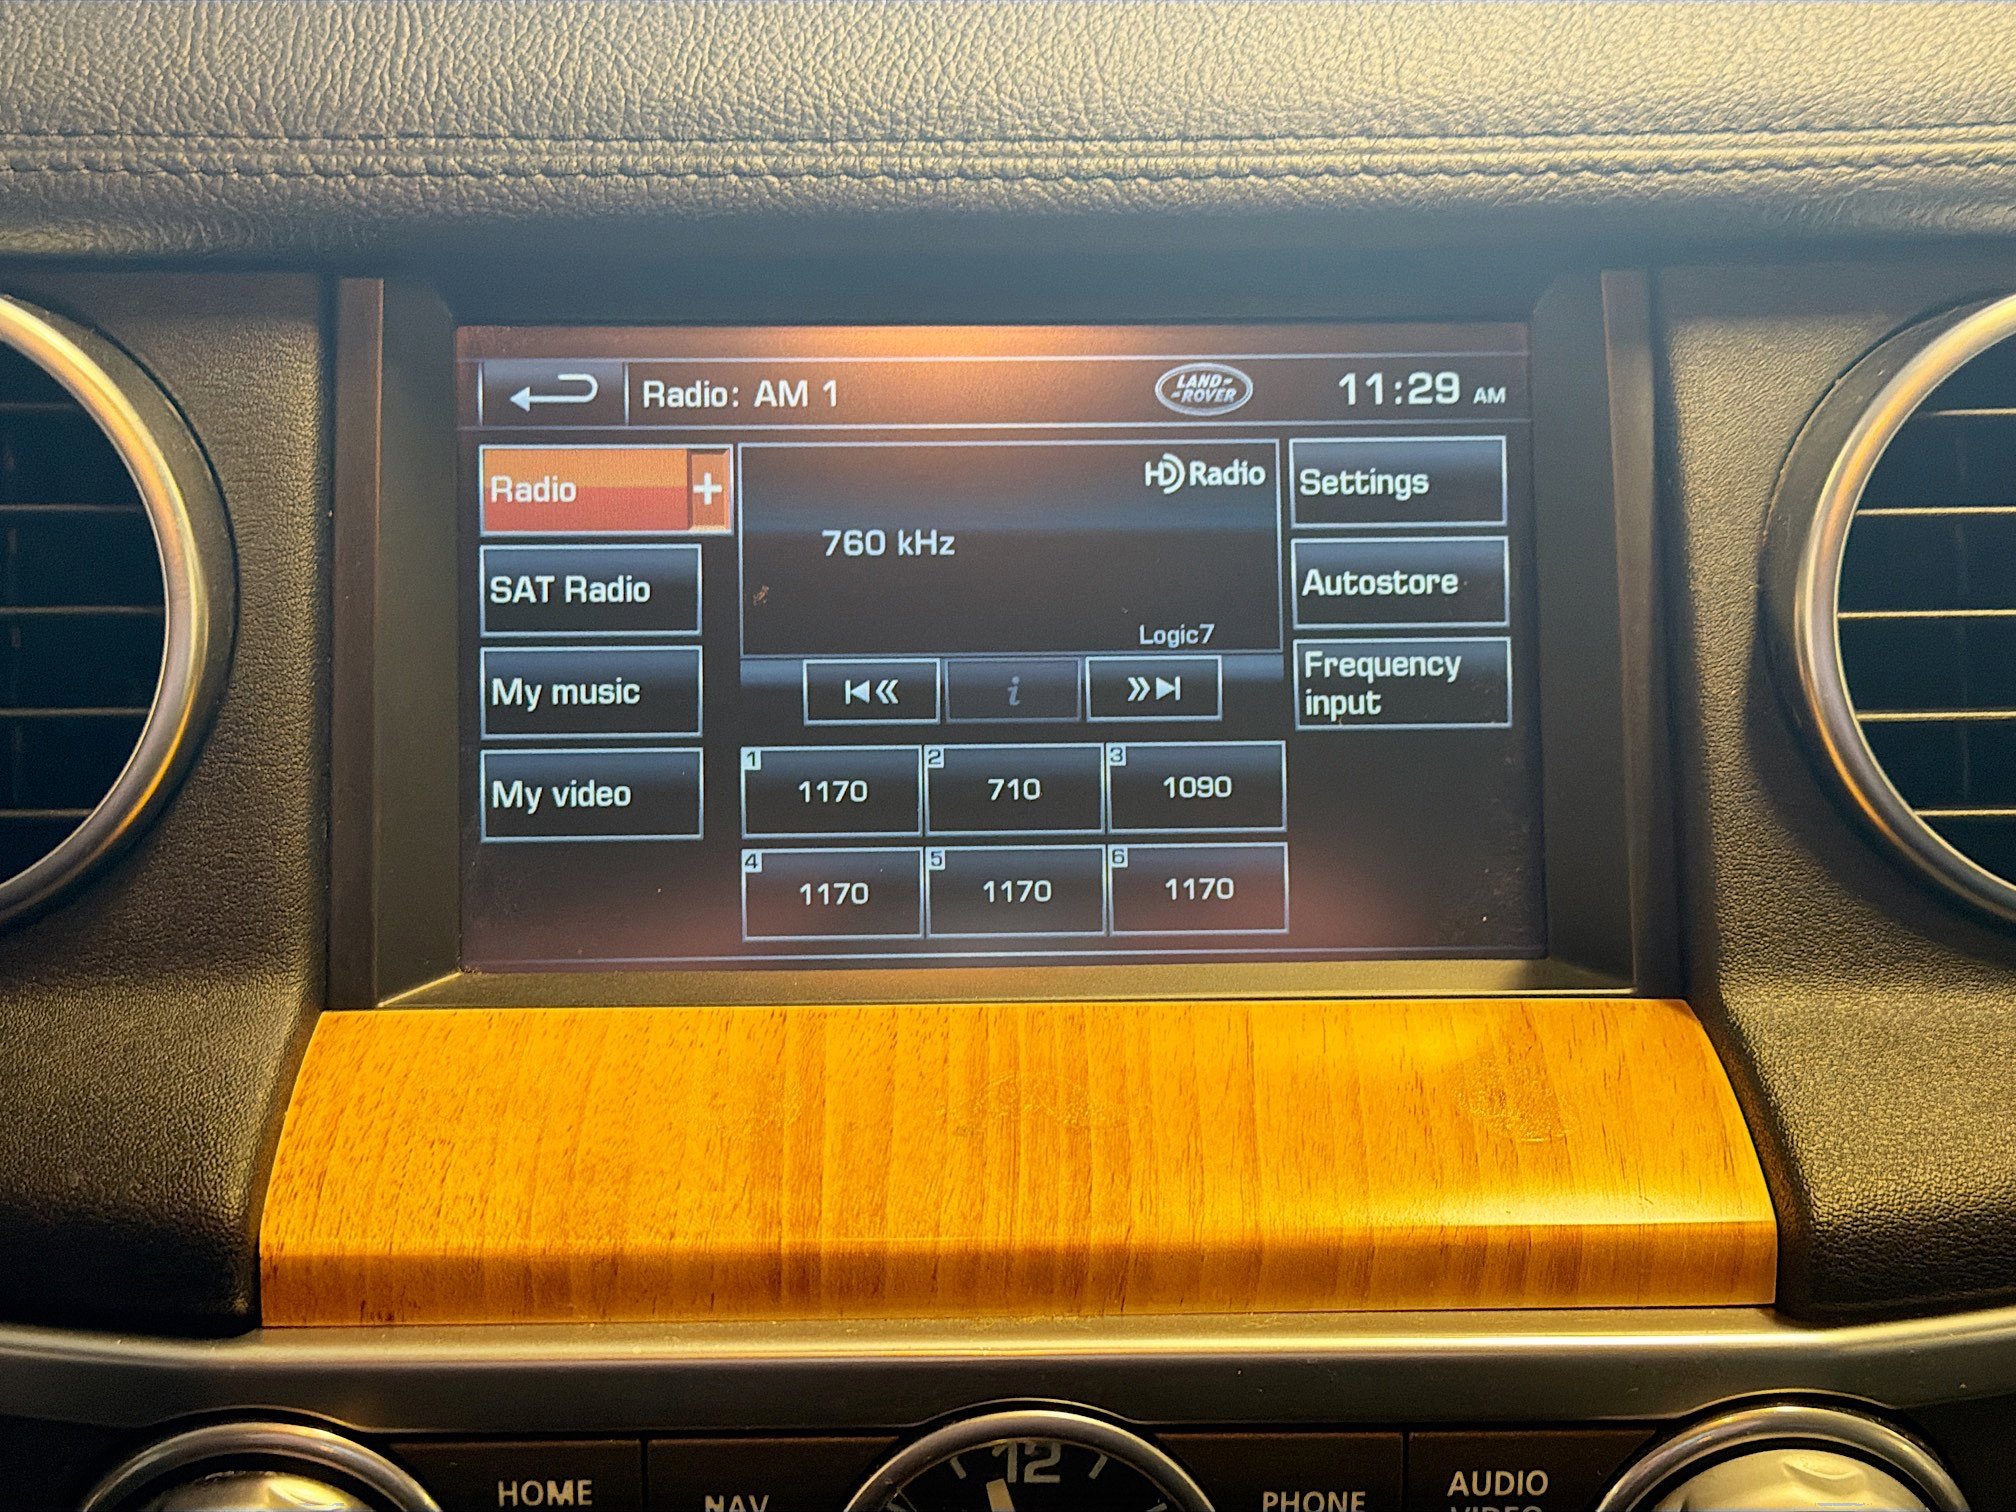 Radio: AM 1
LAND-
-ROVER
11:29 AM
Radio +
SAT Radio
My music
My video
HD Radio
760 kHz
Logic7
i
Settings
Autostore
Frequency
input
1 1170
2 710
3 1090
4 1170
5 1170
6 1170
HOME
NAV
12
PHONE
AUDIO
VIDEO